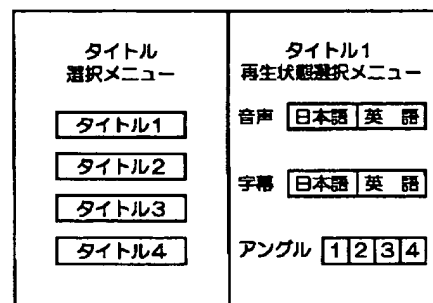 タイトル
選択メニュー
タイトル1
タイトル2
タイトル3
タイトル4
タイトル1
再生状態選択メニュー
音声 日本語 英 語
字幕 日本語 英 語
アングル 1 2 3 4